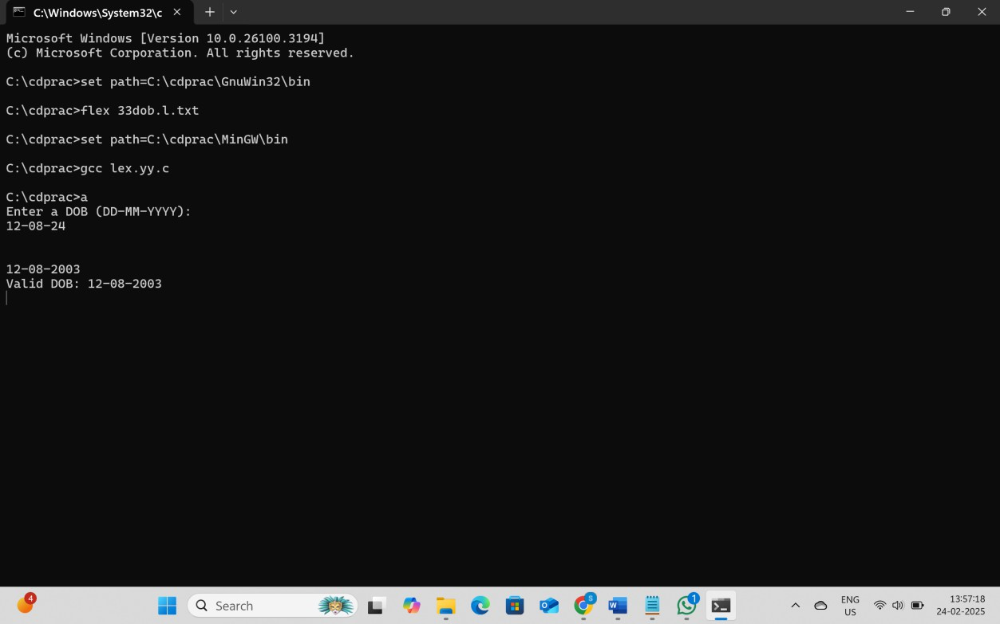 C:\Windows\System32\c
Microsoft Windows [Version 10.0.26100.3194]
(c) Microsoft Corporation. All rights reserved.
C:\cdprac>set path=C:\cdprac\GnuWin32\bin
C:\cdprac>flex 33dob.l.txt
C:\cdprac>set path=C:\cdprac\MinGW\bin
C:\cdprac>gcc lex.yy.c
C:\cdprac>a
Enter a DOB (DD-MM-YYYY):
12-08-24
12-08-2003
Valid DOB: 12-08-2003
4
Search
S
1
ENG
US
13:57:18
24-02-2025